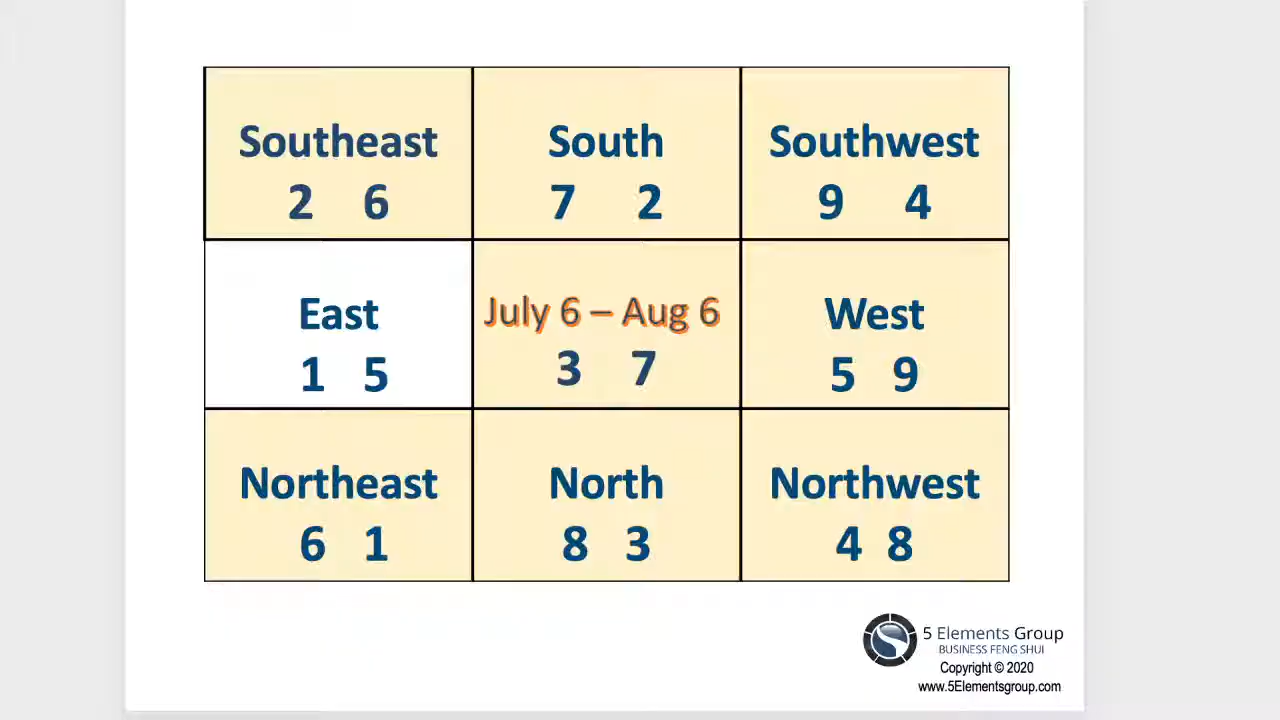 Southeast
2 6
South
7 2
Southwest
9 4
East
1 5
July 6 – Aug 6
3 7
West
5 9
Northeast
6 1
North
8 3
Northwest
4 8
5 Elements Group
BUSINESS FENG SHUI
Copyright © 2020
www.5Elementsgroup.com